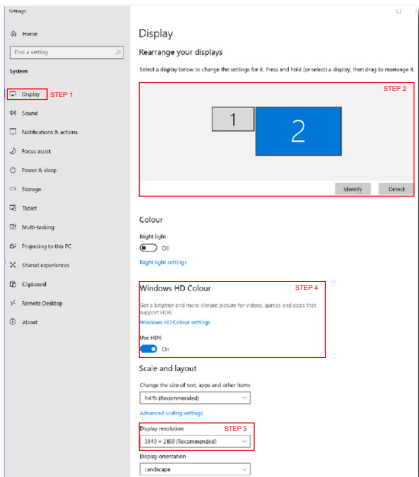 Settings
Home
Find a setting
System
Display STEP 1
Sound
Notifications & actions
Focus assist
Power & sleep
Storage
Tablet
Multi-tasking
Projecting to this PC
Shared experiences
Clipboard
Remote Desktop
About
Display
Rearrange your displays
Select a display below to change the settings for it. Press and hold (or select) a display, then drag to rearrange it.
STEP 2
1 2
Identify Detect
Colour
Night light
Off
Night light settings
Windows HD Colour STEP 4
Get a brighter and more vibrant picture for videos, games and apps that
support HDR.
Windows HD Colour settings
Use HDR
On
Scale and layout
Change the size of text, apps and other items
150% (Recommended)
Advanced scaling settings
Display resolution STEP 3
3840 × 2160 (Recommended)
Display orientation
Landscape